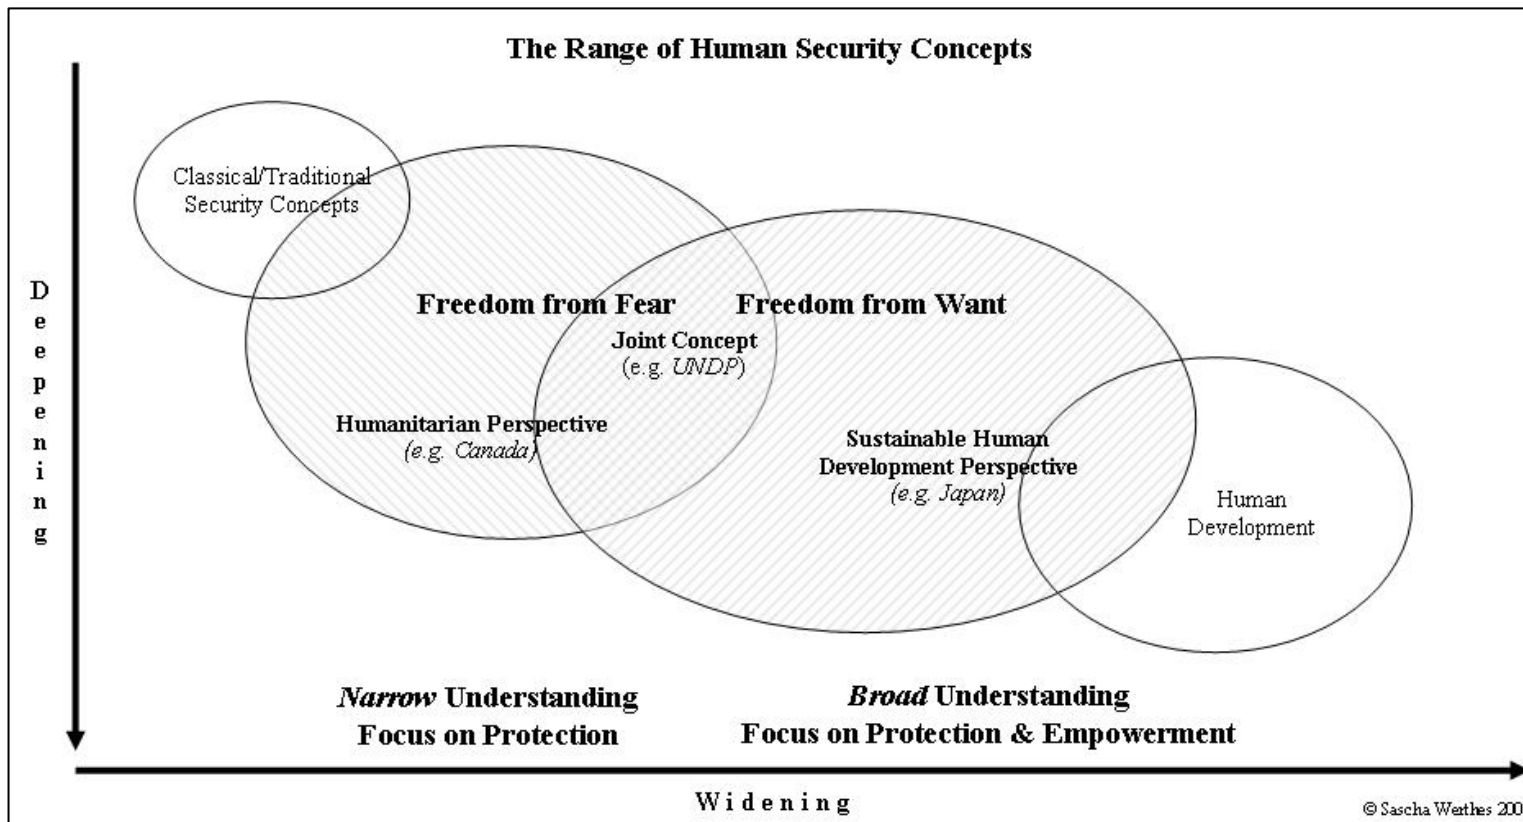 The Range of Human Security Concepts
Classical/Traditional
Security Concepts
Freedom from Fear
Freedom from Want
Joint Concept
(e.g. UNDP)
Humanitarian Perspective
(e.g. Canada)
Sustainable Human
Development Perspective
(e.g. Japan)
Human
Development
Deepening
Narrow Understanding
Focus on Protection
Broad Understanding
Focus on Protection & Empowerment
Widening
© Sascha Werthes